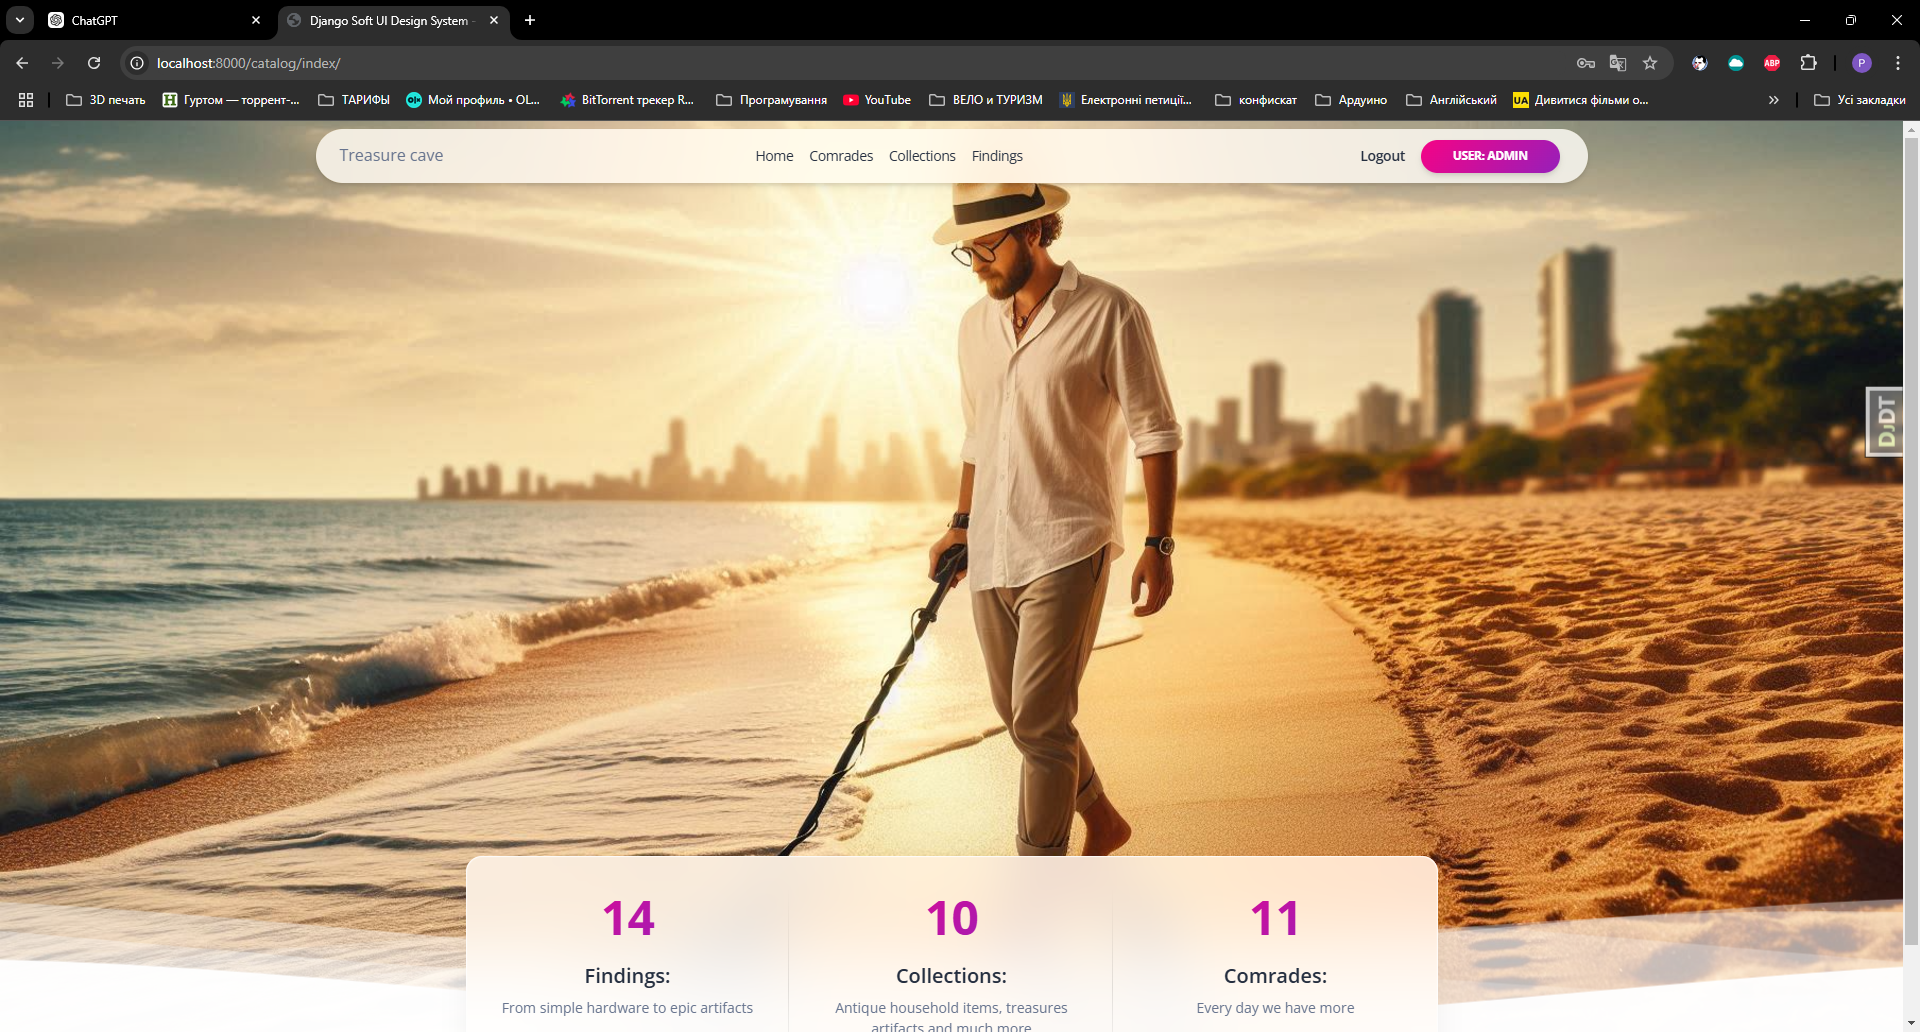 ChatGPT
Django Soft UI Design System -
localhost:8000/catalog/index/
ABP
P
3D печать
Гуртом — торрент-...
ТАРИФЫ
Мой профиль • OL...
BitTorrent трекер R...
Програмування
YouTube
ВЕЛО и ТУРИЗМ
Електронні петиції...
конфискат
Ардуино
Англійський
UA
Дивитися фільми о...
Усі закладки
Treasure cave
Home
Comrades
Collections
Findings
Logout
USER: ADMIN
DJDT
14
10
11
Findings:
Collections:
Comrades:
From simple hardware to epic artifacts
Antique household items, treasures
artifacts and much more
Every day we have more